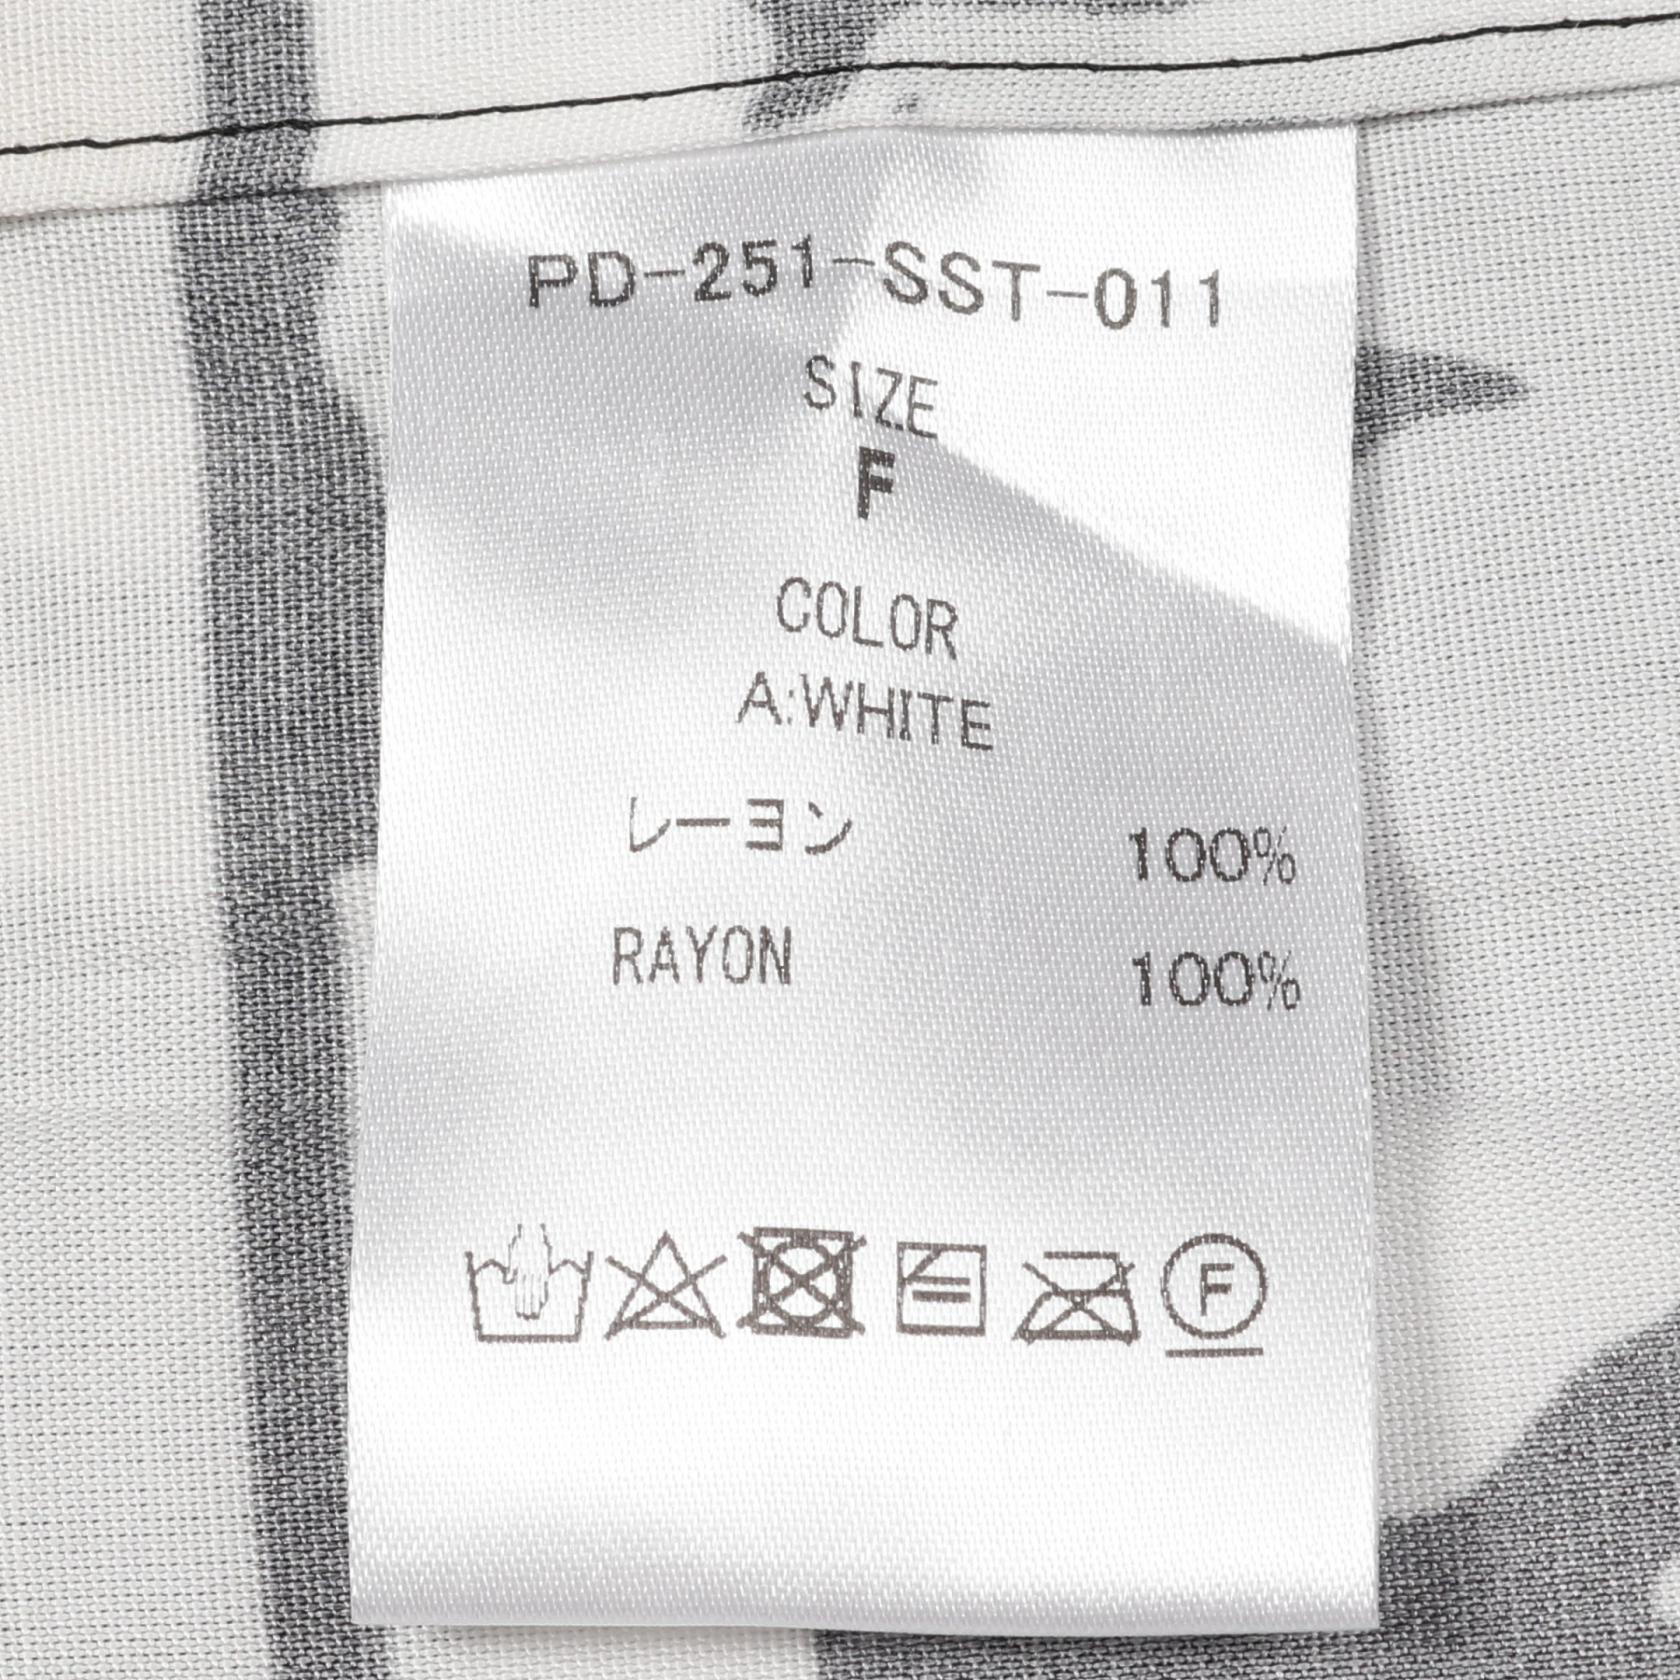 PD-251-SST-011
SIZE
F
COLOR
A:WHITE
レーヨン 100%
RAYON 100%
F